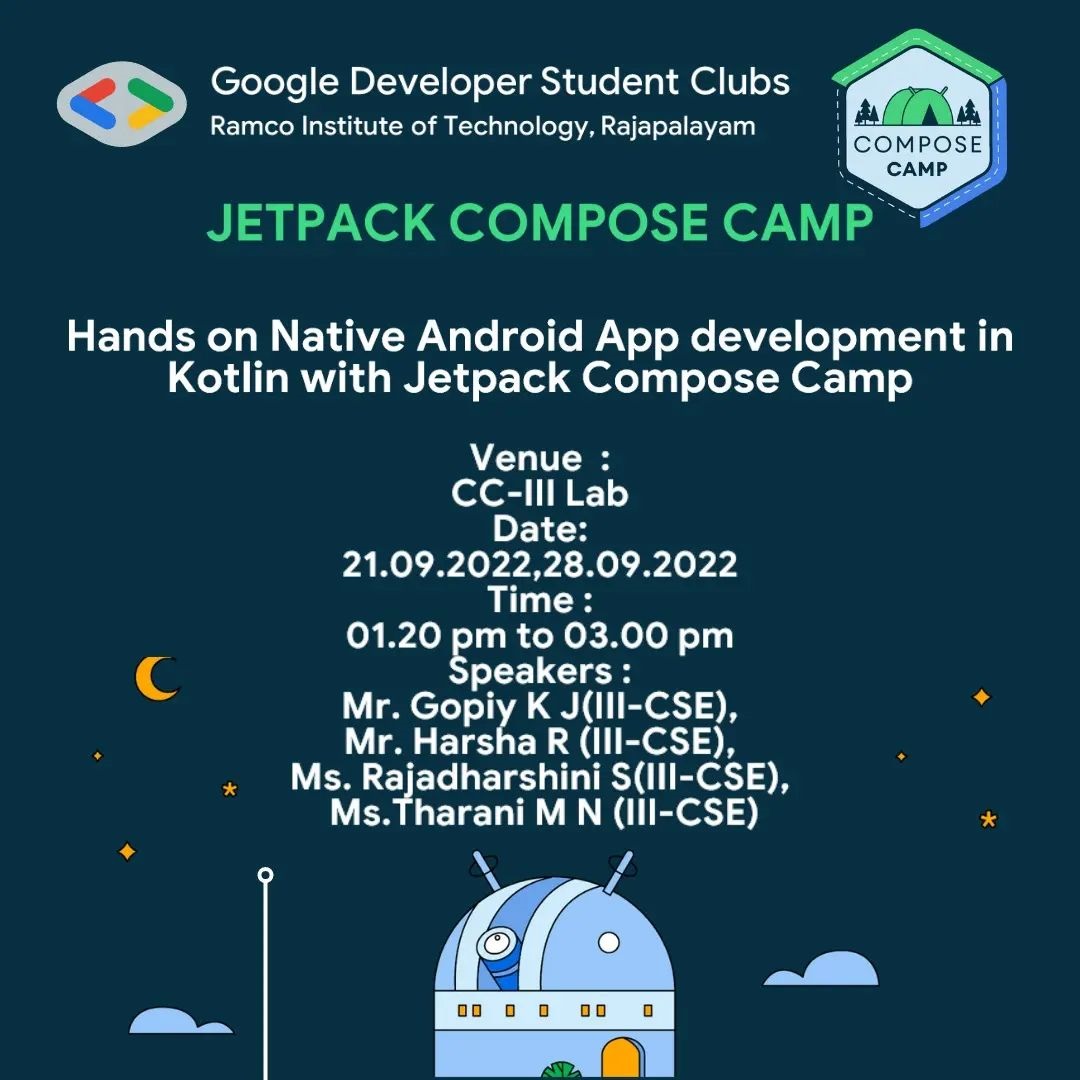 Google Developer Student Clubs
Ramco Institute of Technology, Rajapalayam
COMPOSE
CAMP
JETPACK COMPOSE CAMP
Hands on Native Android App development in
Kotlin with Jetpack Compose Camp
Venue :
CC-III Lab
Date:
21.09.2022,28.09.2022
Time :
01.20 pm to 03.00 pm
Speakers :
Mr. Gopiy K J(III-CSE),
Mr. Harsha R (III-CSE),
Ms. Rajadharshini S(III-CSE),
Ms.Tharani M N (III-CSE)